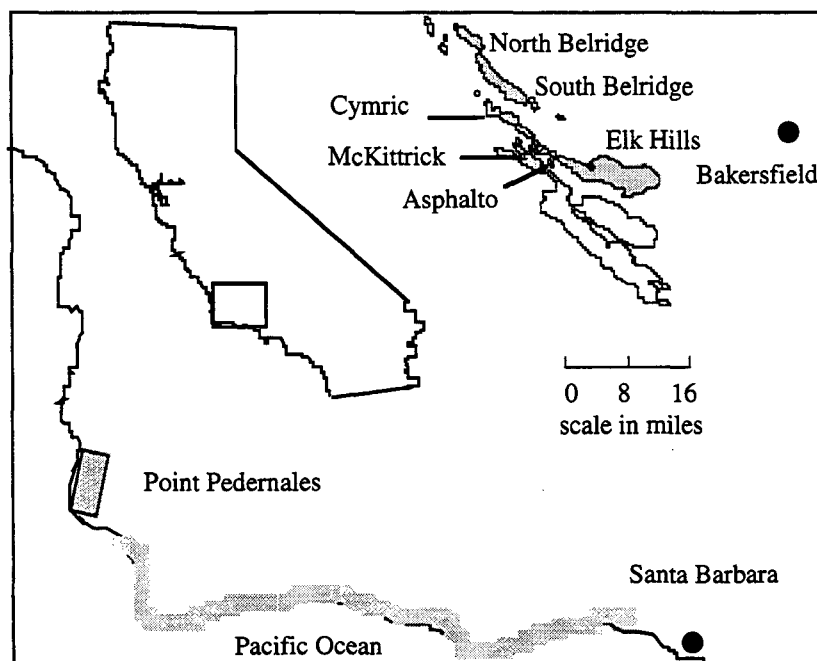 North Belridge
South Belridge
Cymric
Elk Hills
McKittrick
Bakersfield
Asphalto
0 8 16
scale in miles
Point Pedernales
Santa Barbara
Pacific Ocean